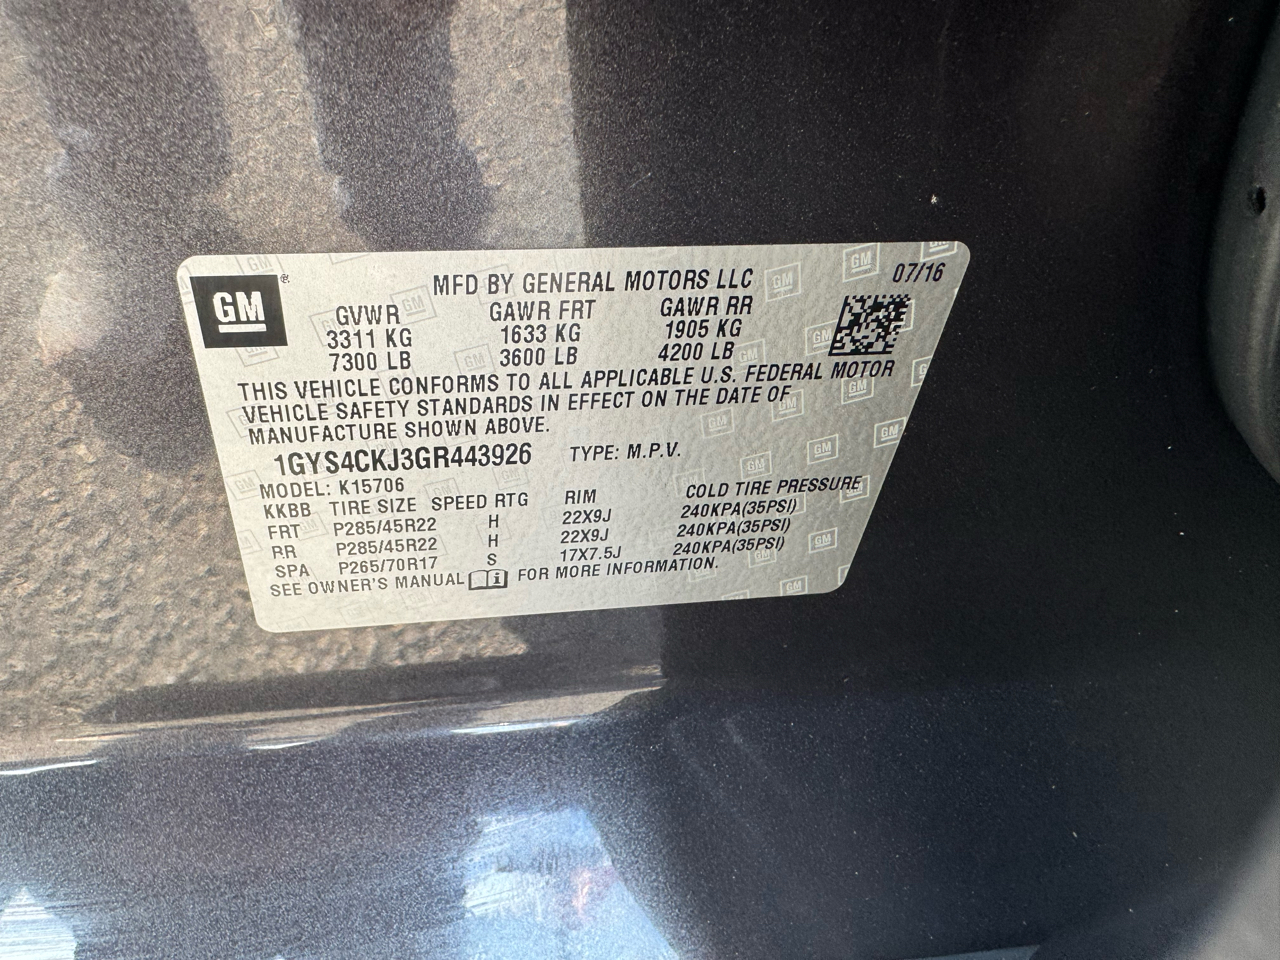 GM ®
MFD BY GENERAL MOTORS LLC 07/16
GVWR GAWR FRT GAWR RR
3311 KG 1633 KG 1905 KG
7300 LB 3600 LB 4200 LB
THIS VEHICLE CONFORMS TO ALL APPLICABLE U.S. FEDERAL MOTOR
VEHICLE SAFETY STANDARDS IN EFFECT ON THE DATE OF
MANUFACTURE SHOWN ABOVE.
1GYS4CKJ3GR443926 TYPE: M.P.V.
MODEL: K15706
KKBB TIRE SIZE SPEED RTG RIM COLD TIRE PRESSURE
FRT P285/45R22 H 22X9J 240KPA(35PSI)
RR P285/45R22 H 22X9J 240KPA(35PSI)
SPA P265/70R17 S 17X7.5J 240KPA(35PSI)
SEE OWNER'S MANUAL FOR MORE INFORMATION.